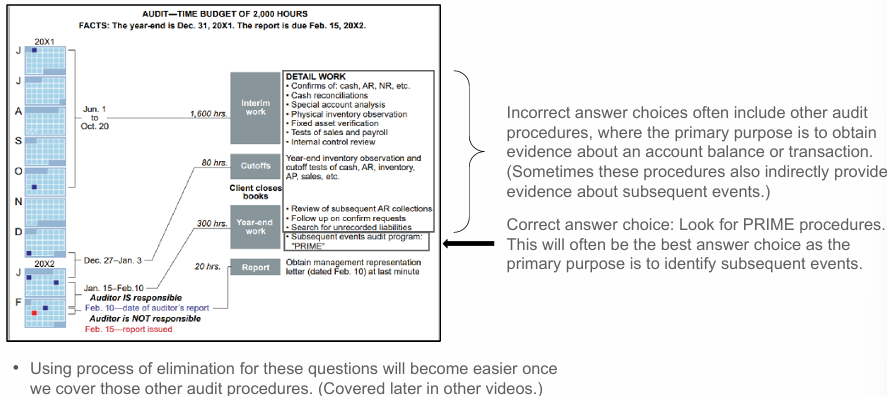 AUDIT—TIME BUDGET OF 2,000 HOURS
FACTS: The year-end is Dec. 31, 20X1. The report is due Feb. 15, 20X2.
20X1
J
J
A
S
O
N
D
20X2
J
F
Jun. 1
to
Oct. 20
1,600 hrs.
Interim
work
DETAIL WORK
• Confirms of: cash, AR, NR, etc.
• Cash reconciliations
• Special account analysis
• Physical inventory observation
• Fixed asset verification
• Tests of sales and payroll
• Internal control review
80 hrs.
Cutoffs
Year-end inventory observation and
cutoff tests of cash, AR, inventory,
AP, sales, etc.
Client closes
books
300 hrs.
Year-end
work
• Review of subsequent AR collections
• Follow up on confirm requests
• Search for unrecorded liabilities
• Subsequent events audit program:
"PRIME"
20 hrs.
Report
Obtain management representation
letter (dated Feb. 10) at last minute
Dec. 27–Jan. 3
Jan. 15–Feb.10
Auditor IS responsible
Feb. 10—date of auditor's report
Auditor is NOT responsible
Feb. 15—report issued
Incorrect answer choices often include other audit
procedures, where the primary purpose is to obtain
evidence about an account balance or transaction.
(Sometimes these procedures also indirectly provide
evidence about subsequent events.)
Correct answer choice: Look for PRIME procedures.
This will often be the best answer choice as the
primary purpose is to identify subsequent events.
• Using process of elimination for these questions will become easier once
we cover those other audit procedures. (Covered later in other videos.)